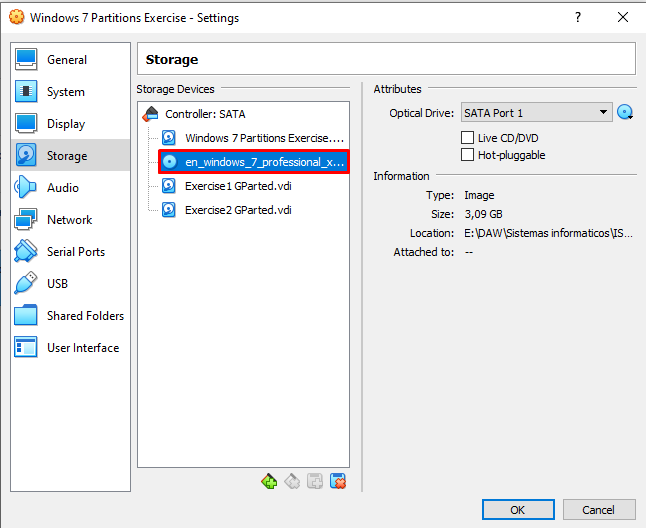 Windows 7 Partitions Exercise - Settings
?
General
System
Display
Storage
Audio
Network
Serial Ports
USB
Shared Folders
User Interface
Storage
Storage Devices
Controller: SATA
Windows 7 Partitions Exercise....
en_windows_7_professional_x...
Exercise1 GParted.vdi
Exercise2 GParted.vdi
Attributes
Optical Drive: SATA Port 1
Live CD/DVD
Hot-pluggable
Information
Type: Image
Size: 3,09 GB
Location: E:\DAW\Sistemas informaticos\IS...
Attached to: --
OK
Cancel